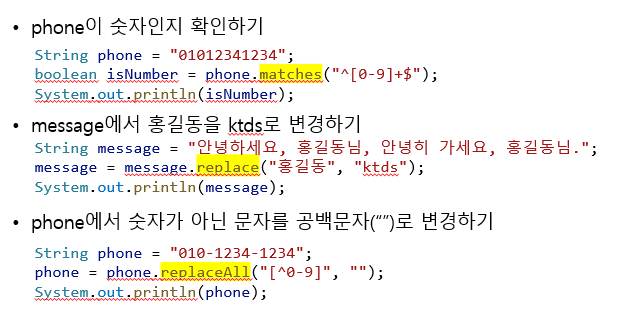 • phone이 숫자인지 확인하기
String phone = "01012341234";
boolean isNumber = phone.matches("^[0-9]+$");
System.out.println(isNumber);
• message에서 홍길동을 ktds로 변경하기
String message = "안녕하세요, 홍길동님, 안녕히 가세요, 홍길동님.";
message = message.replace("홍길동", "ktds");
System.out.println(message);
• phone에서 숫자가 아닌 문자를 공백문자(“”)로 변경하기
String phone = "010-1234-1234";
phone = phone.replaceAll("[^0-9]", "");
System.out.println(phone);